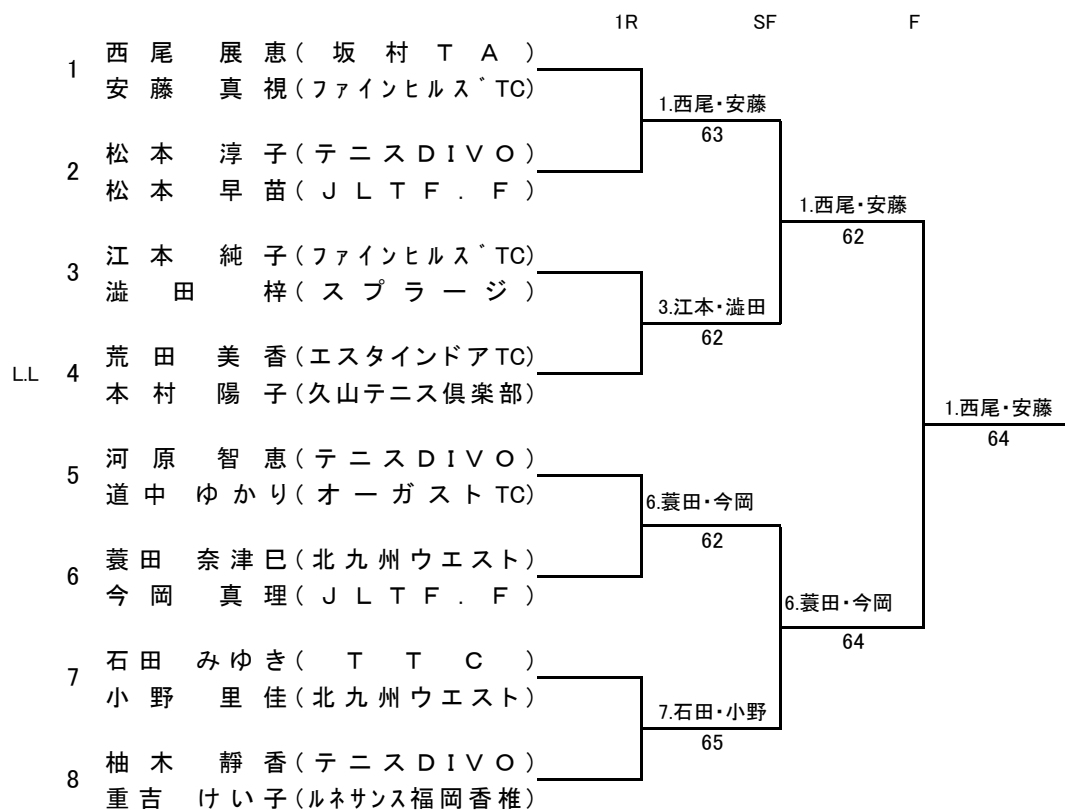 1R SF F
1 西尾 展恵(坂村TA)
安藤 真視(ファインヒルズTC)
1.西尾・安藤
63
2 松本 淳子(テニスDIVO)
松本 早苗(JLTF.F)
1.西尾・安藤
62
3 江本 純子(ファインヒルズTC)
澁田 梓(スプラージ)
3.江本・澁田
62
L.L 4 荒田 美香(エスタインドアTC)
本村 陽子(久山テニス倶楽部)
1.西尾・安藤
64
5 河原 智恵(テニスDIVO)
道中 ゆかり(オーガストTC)
6.蓑田・今岡
62
6 蓑田 奈津巳(北九州ウエスト)
今岡 真理(JLTF.F)
6.蓑田・今岡
64
7 石田 みゆき(TTC)
小野 里佳(北九州ウエスト)
7.石田・小野
65
8 柚木 靜香(テニスDIVO)
重吉 けい子(ルネサンス福岡香椎)